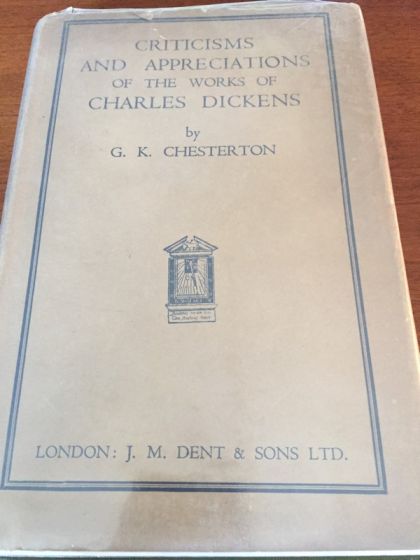 CRITICISMS
AND APPRECIATIONS
OF THE WORKS OF
CHARLES DICKENS
by
G. K. CHESTERTON
LONDON: J. M. DENT & SONS LTD.